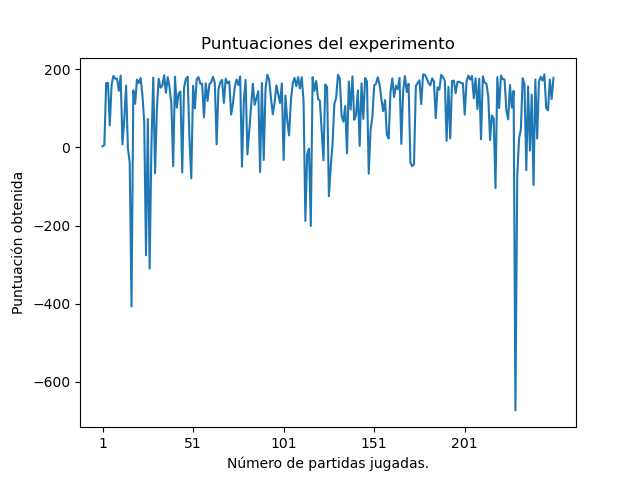 Puntuaciones del experimento
200
0
−200
−400
−600
Puntuación obtenida
1 51 101 151 201
Número de partidas jugadas.